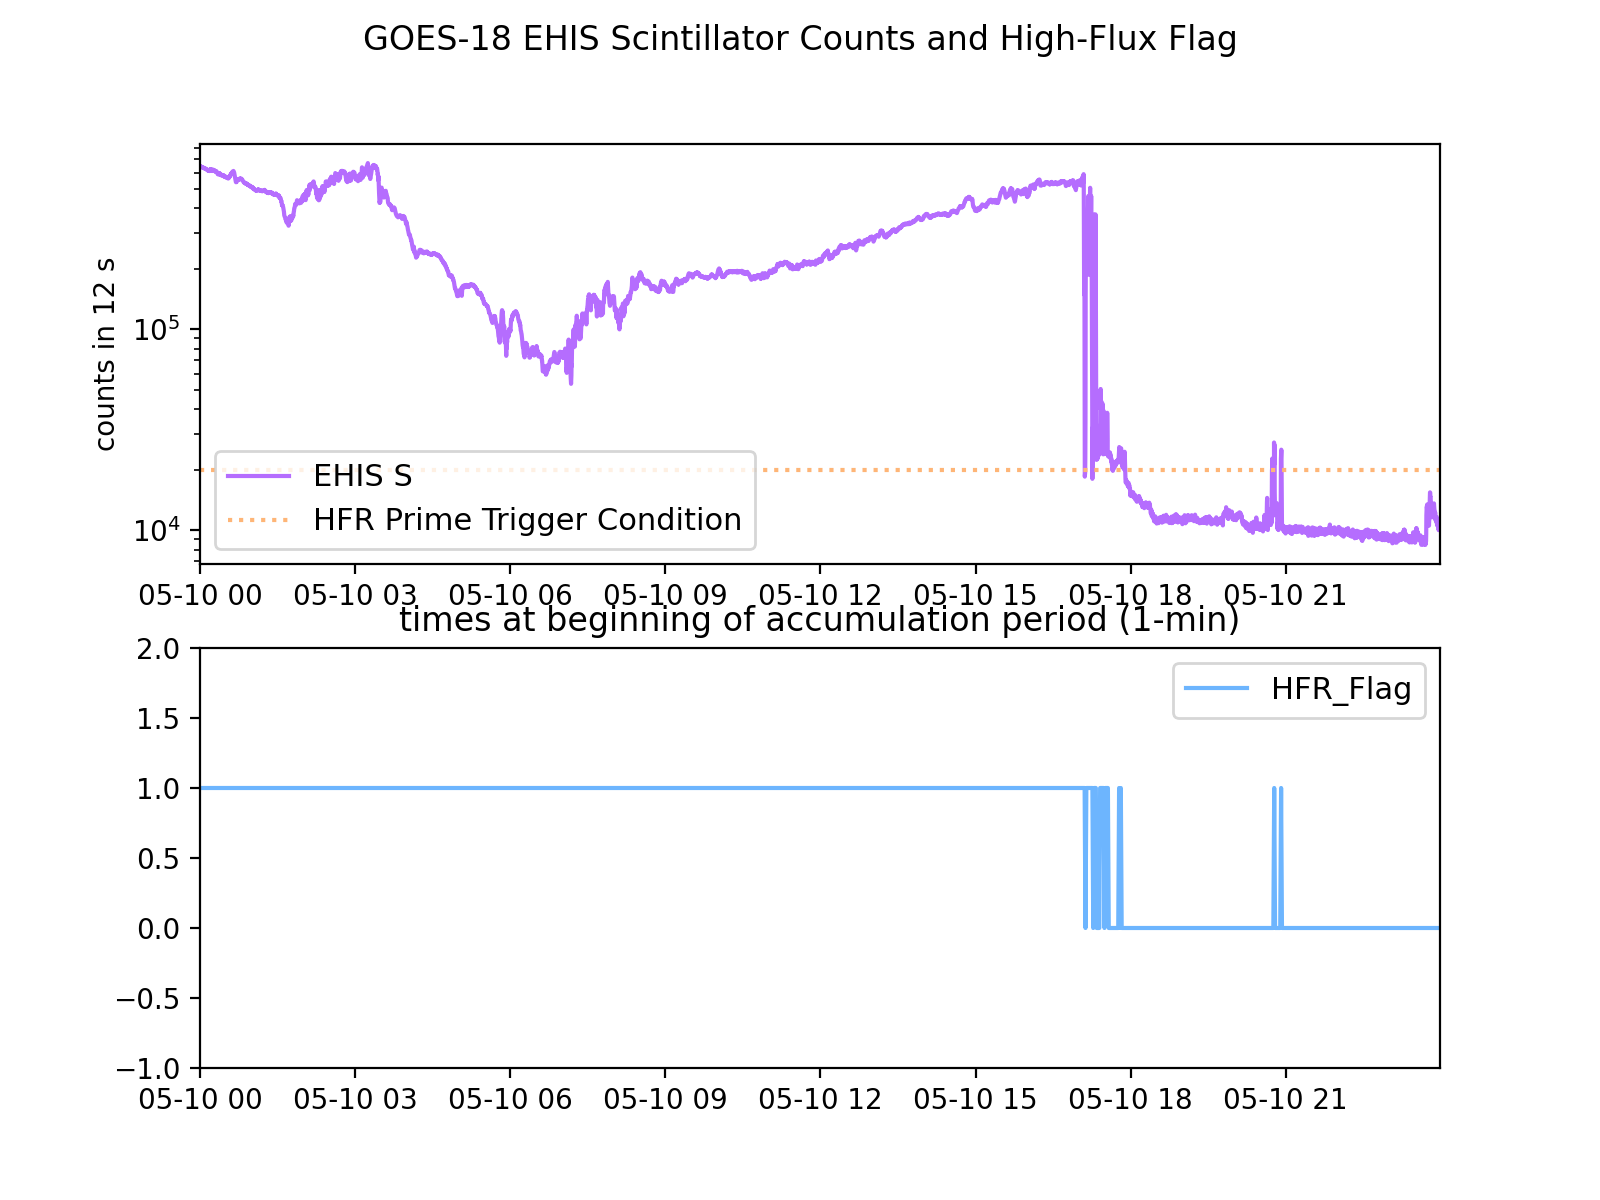 GOES-18 EHIS Scintillator Counts and High-Flux Flag
counts in 12 s
10⁵
10⁴
EHIS S
HFR Prime Trigger Condition
05-10 00 05-10 03 05-10 06 05-10 09 05-10 12 05-10 15 05-10 18 05-10 21
times at beginning of accumulation period (1-min)
2.0
1.5
1.0
0.5
0.0
−0.5
−1.0
HFR_Flag
05-10 00 05-10 03 05-10 06 05-10 09 05-10 12 05-10 15 05-10 18 05-10 21